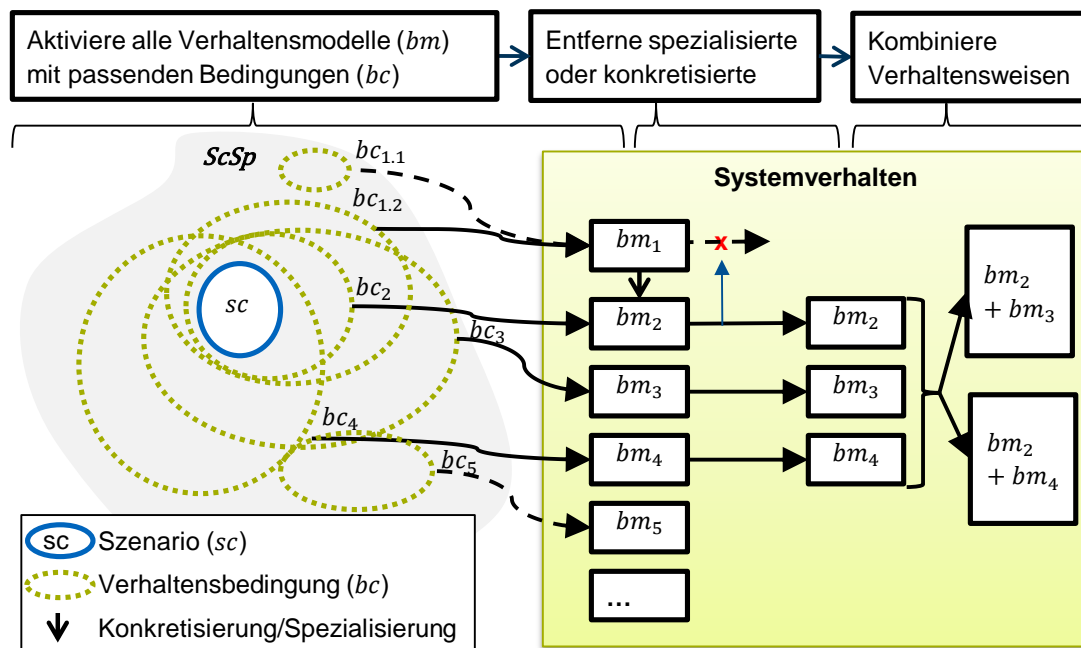 Aktiviere alle Verhaltensmodelle (bm)
mit passenden Bedingungen (bc)
Entferne spezialisierte
oder konkretisierte
Kombiniere
Verhaltensweisen
ScSp
bc₁.₁
bc₁.₂
sc
bc₂
bc₃
bc₄
bc₅
Systemverhalten
bm₁
x
bm₂
bm₃
bm₄
bm₅
...
bm₂
bm₃
bm₄
bm₂
+ bm₃
bm₂
+ bm₄
sc Szenario (sc)
Verhaltensbedingung (bc)
Konkretisierung/Spezialisierung